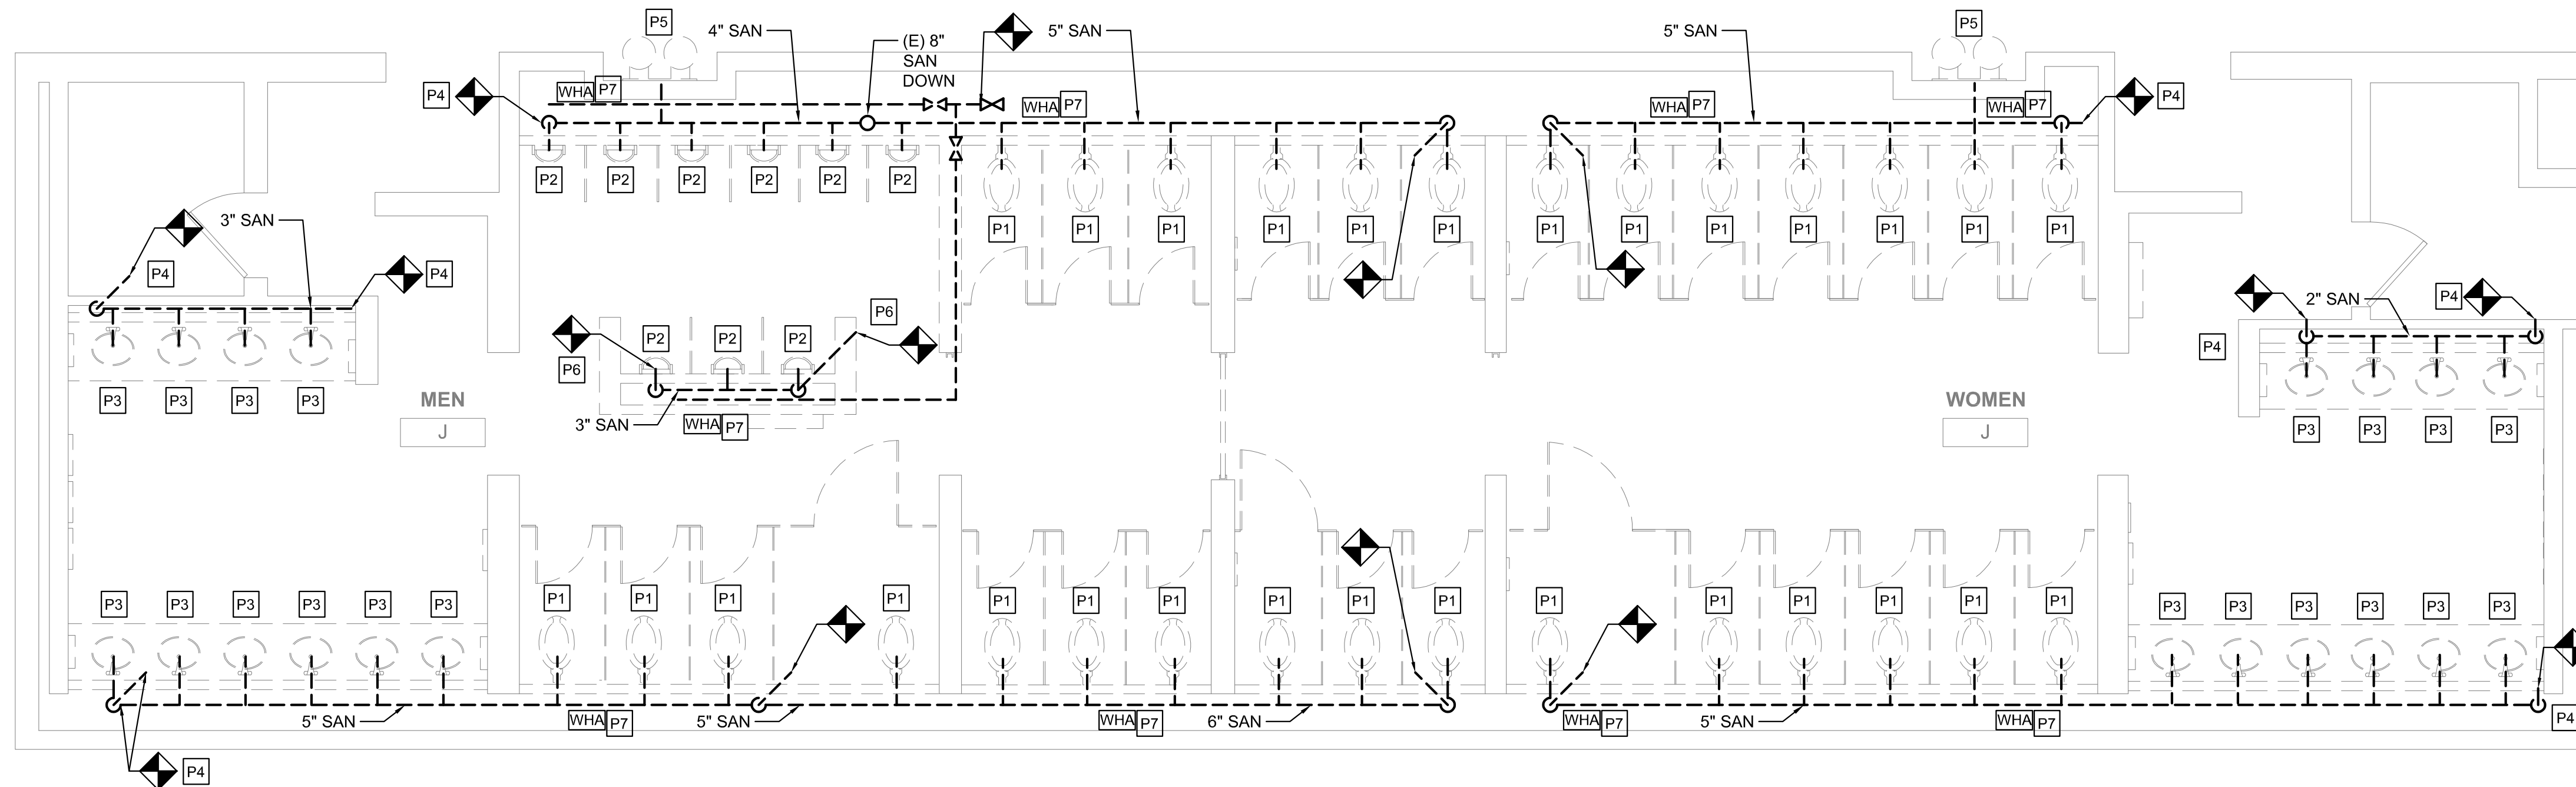 P5
4" SAN
(E) 8"
SAN
DOWN
5" SAN
5" SAN
P5
P4
WHA P7
WHA P7
WHA P7
WHA P7
P4
P2 P2 P2 P2 P2 P2
P1 P1 P1 P1 P1 P1 P1 P1 P1 P1 P1 P1 P1
3" SAN
P4
P4
P6
P2 P2 P2
P6
2" SAN
P4
P4
P3 P3 P3 P3
MEN
J
3" SAN
WHA P7
WOMEN
J
P3 P3 P3 P3
P3 P3 P3 P3 P3 P3
P1 P1 P1 P1 P1 P1 P1 P1 P1 P1 P1 P1 P1 P1 P1 P1
P3 P3 P3 P3 P3 P3
5" SAN
WHA P7
5" SAN
WHA P7
6" SAN
WHA P7
5" SAN
WHA P7
P4
P4